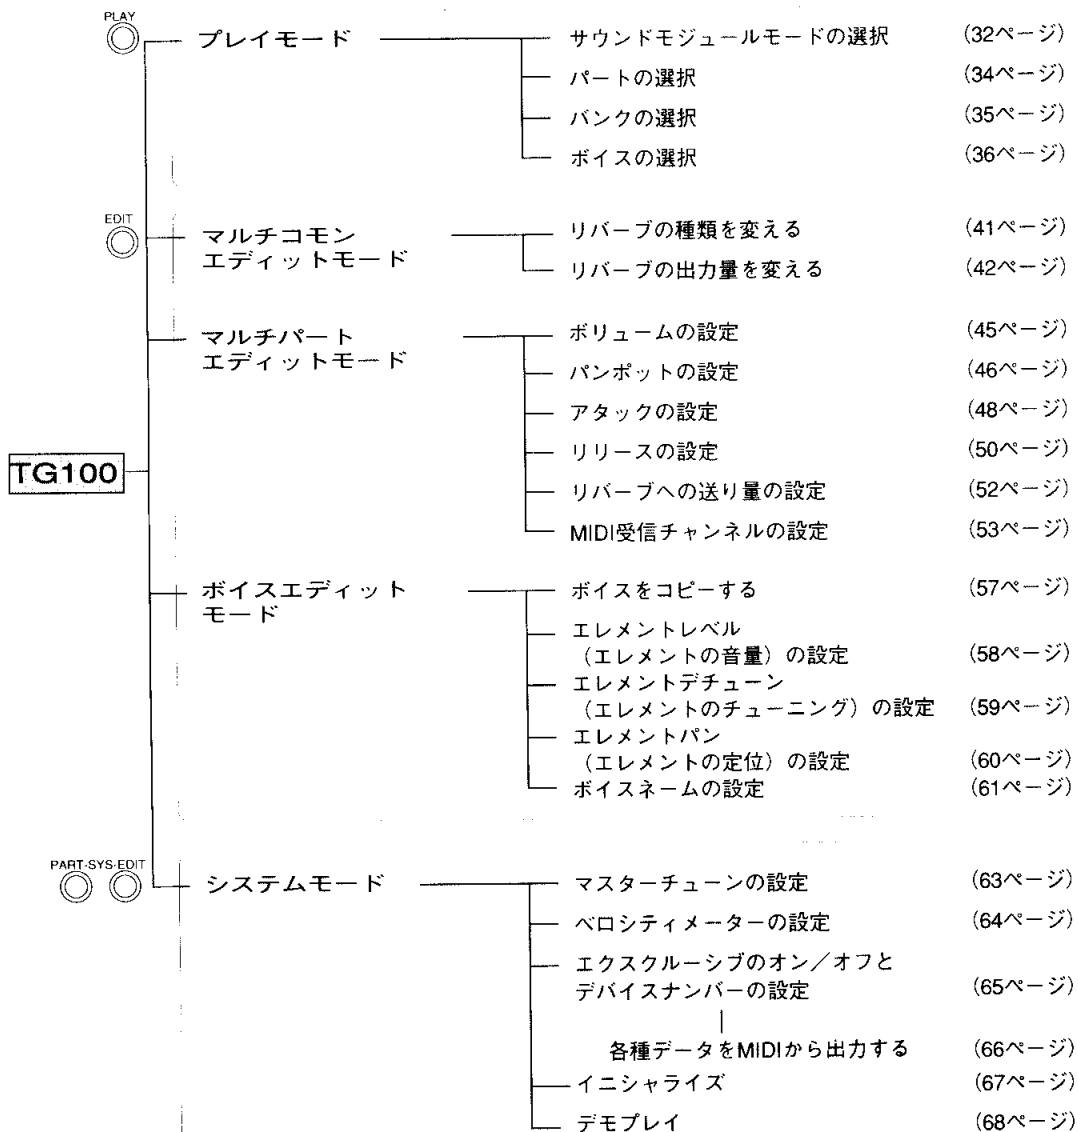 PLAY
プレイモード
サウンドモジュールモードの選択 (32ページ)
パートの選択 (34ページ)
バンクの選択 (35ページ)
ボイスの選択 (36ページ)
EDIT
マルチコモン
エディットモード
リバーブの種類を変える (41ページ)
リバーブの出力量を変える (42ページ)
マルチパート
エディットモード
ボリュームの設定 (45ページ)
パンポットの設定 (46ページ)
アタックの設定 (48ページ)
リリースの設定 (50ページ)
リバーブへの送り量の設定 (52ページ)
MIDI受信チャンネルの設定 (53ページ)
TG100
ボイスエディット
モード
ボイスをコピーする (57ページ)
エレメントレベル
(エレメントの音量)の設定 (58ページ)
エレメントデチューン
(エレメントのチューニング)の設定 (59ページ)
エレメントパン
(エレメントの定位)の設定 (60ページ)
ボイスネームの設定 (61ページ)
PART-SYS-EDIT
システムモード
マスターチューンの設定 (63ページ)
ベロシティメーターの設定 (64ページ)
エクスクルーシブのオン/オフと
デバイスナンバーの設定 (65ページ)
各種データをMIDIから出力する (66ページ)
イニシャライズ (67ページ)
デモプレイ (68ページ)